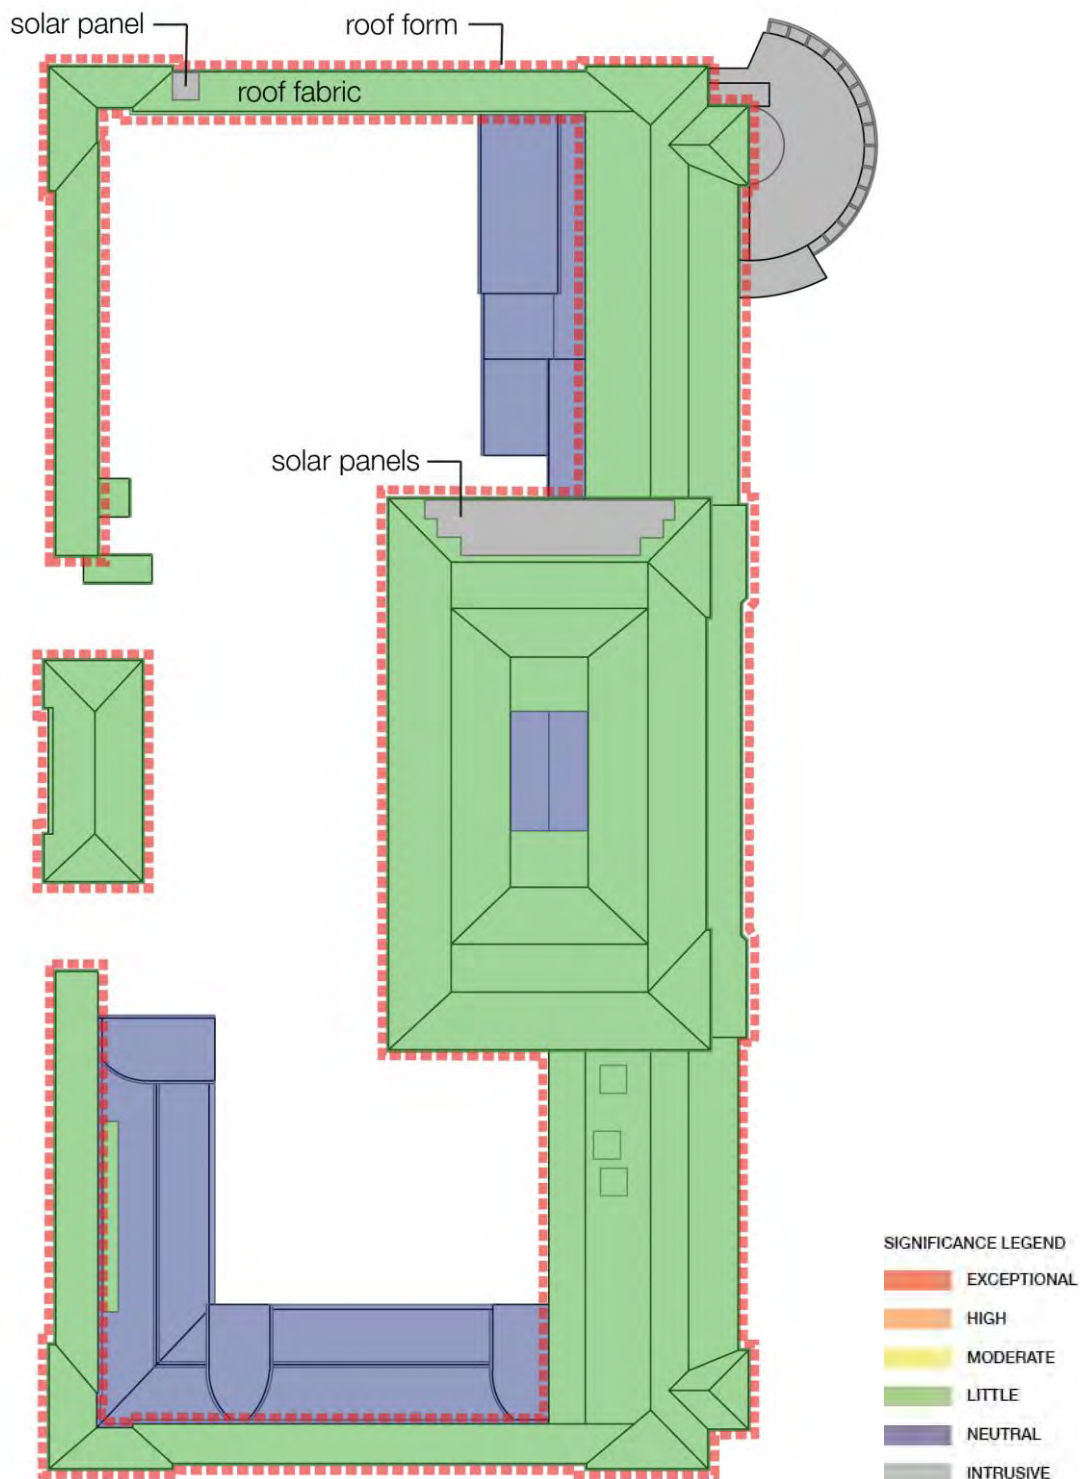 solar panel
roof form
roof fabric
solar panels
SIGNIFICANCE LEGEND
EXCEPTIONAL
HIGH
MODERATE
LITTLE
NEUTRAL
INTRUSIVE